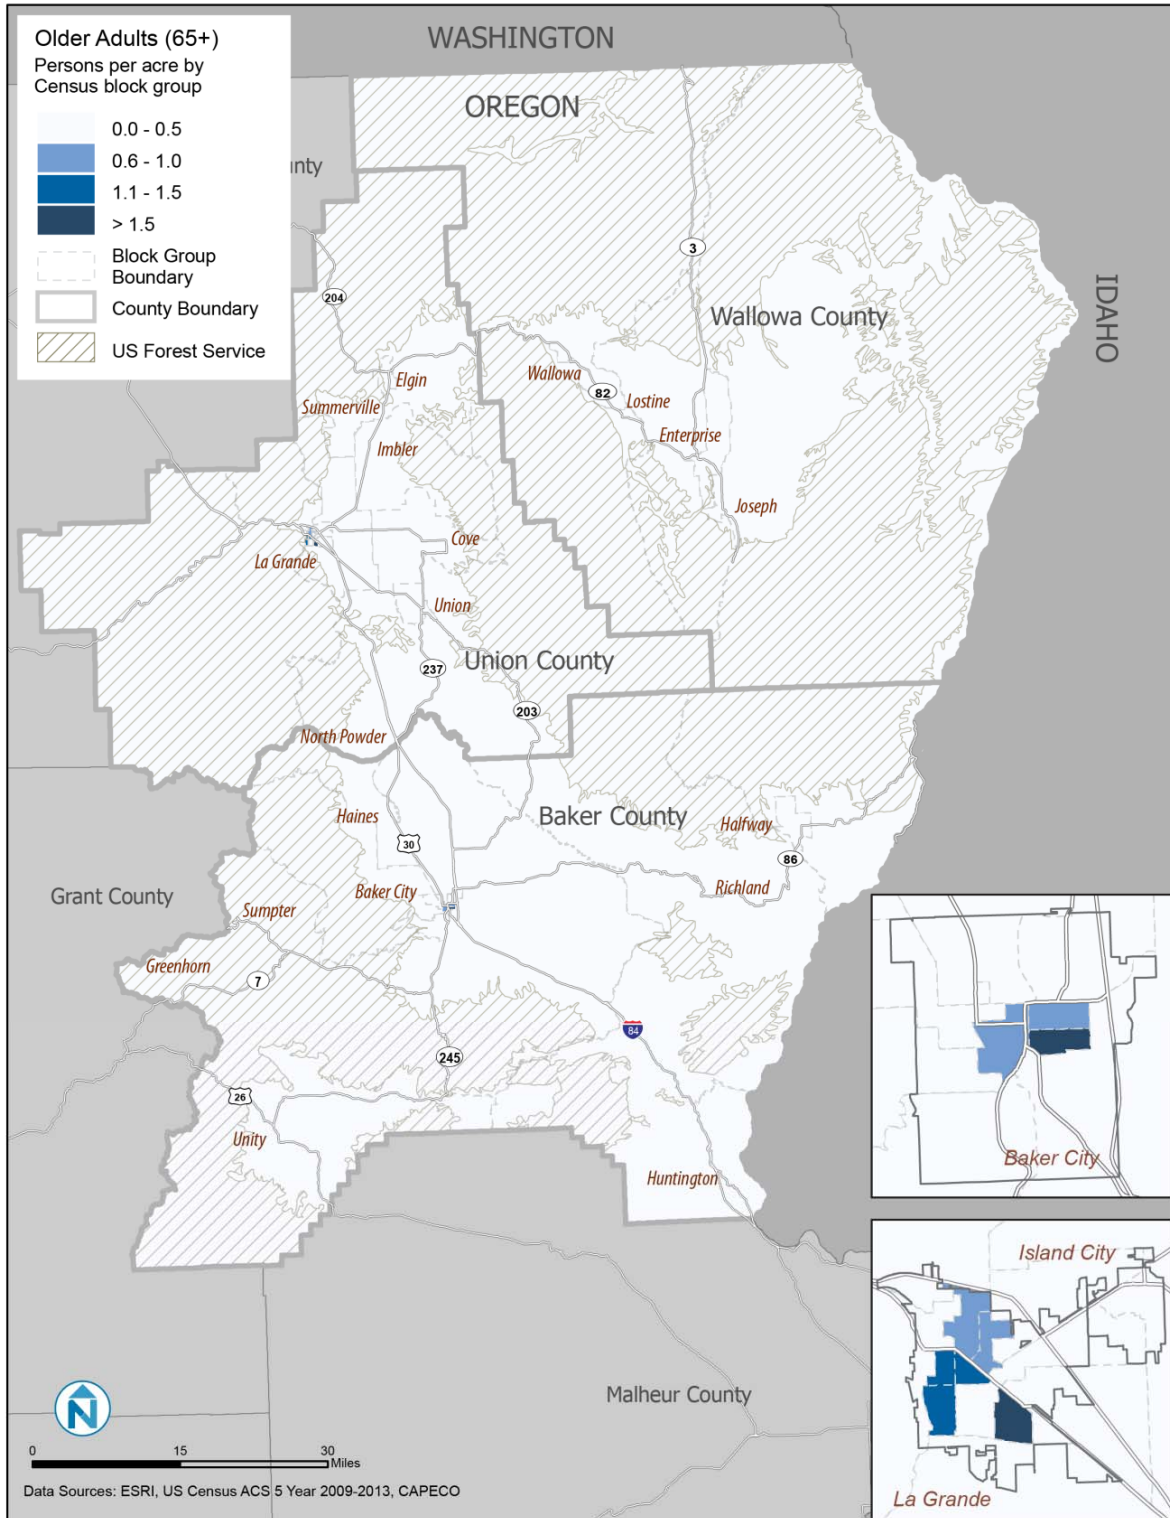 Older Adults (65+)
Persons per acre by
Census block group
0.0 - 0.5
0.6 - 1.0
1.1 - 1.5
> 1.5
Block Group
Boundary
County Boundary
US Forest Service
WASHINGTON
OREGON
IDAHO
unty
3
204
Wallowa County
Elgin
Wallowa
82
Lostine
Summerville
Enterprise
Imbler
Joseph
Cove
La Grande
Union
Union County
237
203
North Powder
Baker County
Haines
Halfway
30
86
Baker City
Richland
Grant County
Sumpter
Greenhorn
7
84
245
26
Unity
Huntington
Baker City
Island City
La Grande
Malheur County
N
0 15 30
Miles
Data Sources: ESRI, US Census ACS 5 Year 2009-2013, CAPECO